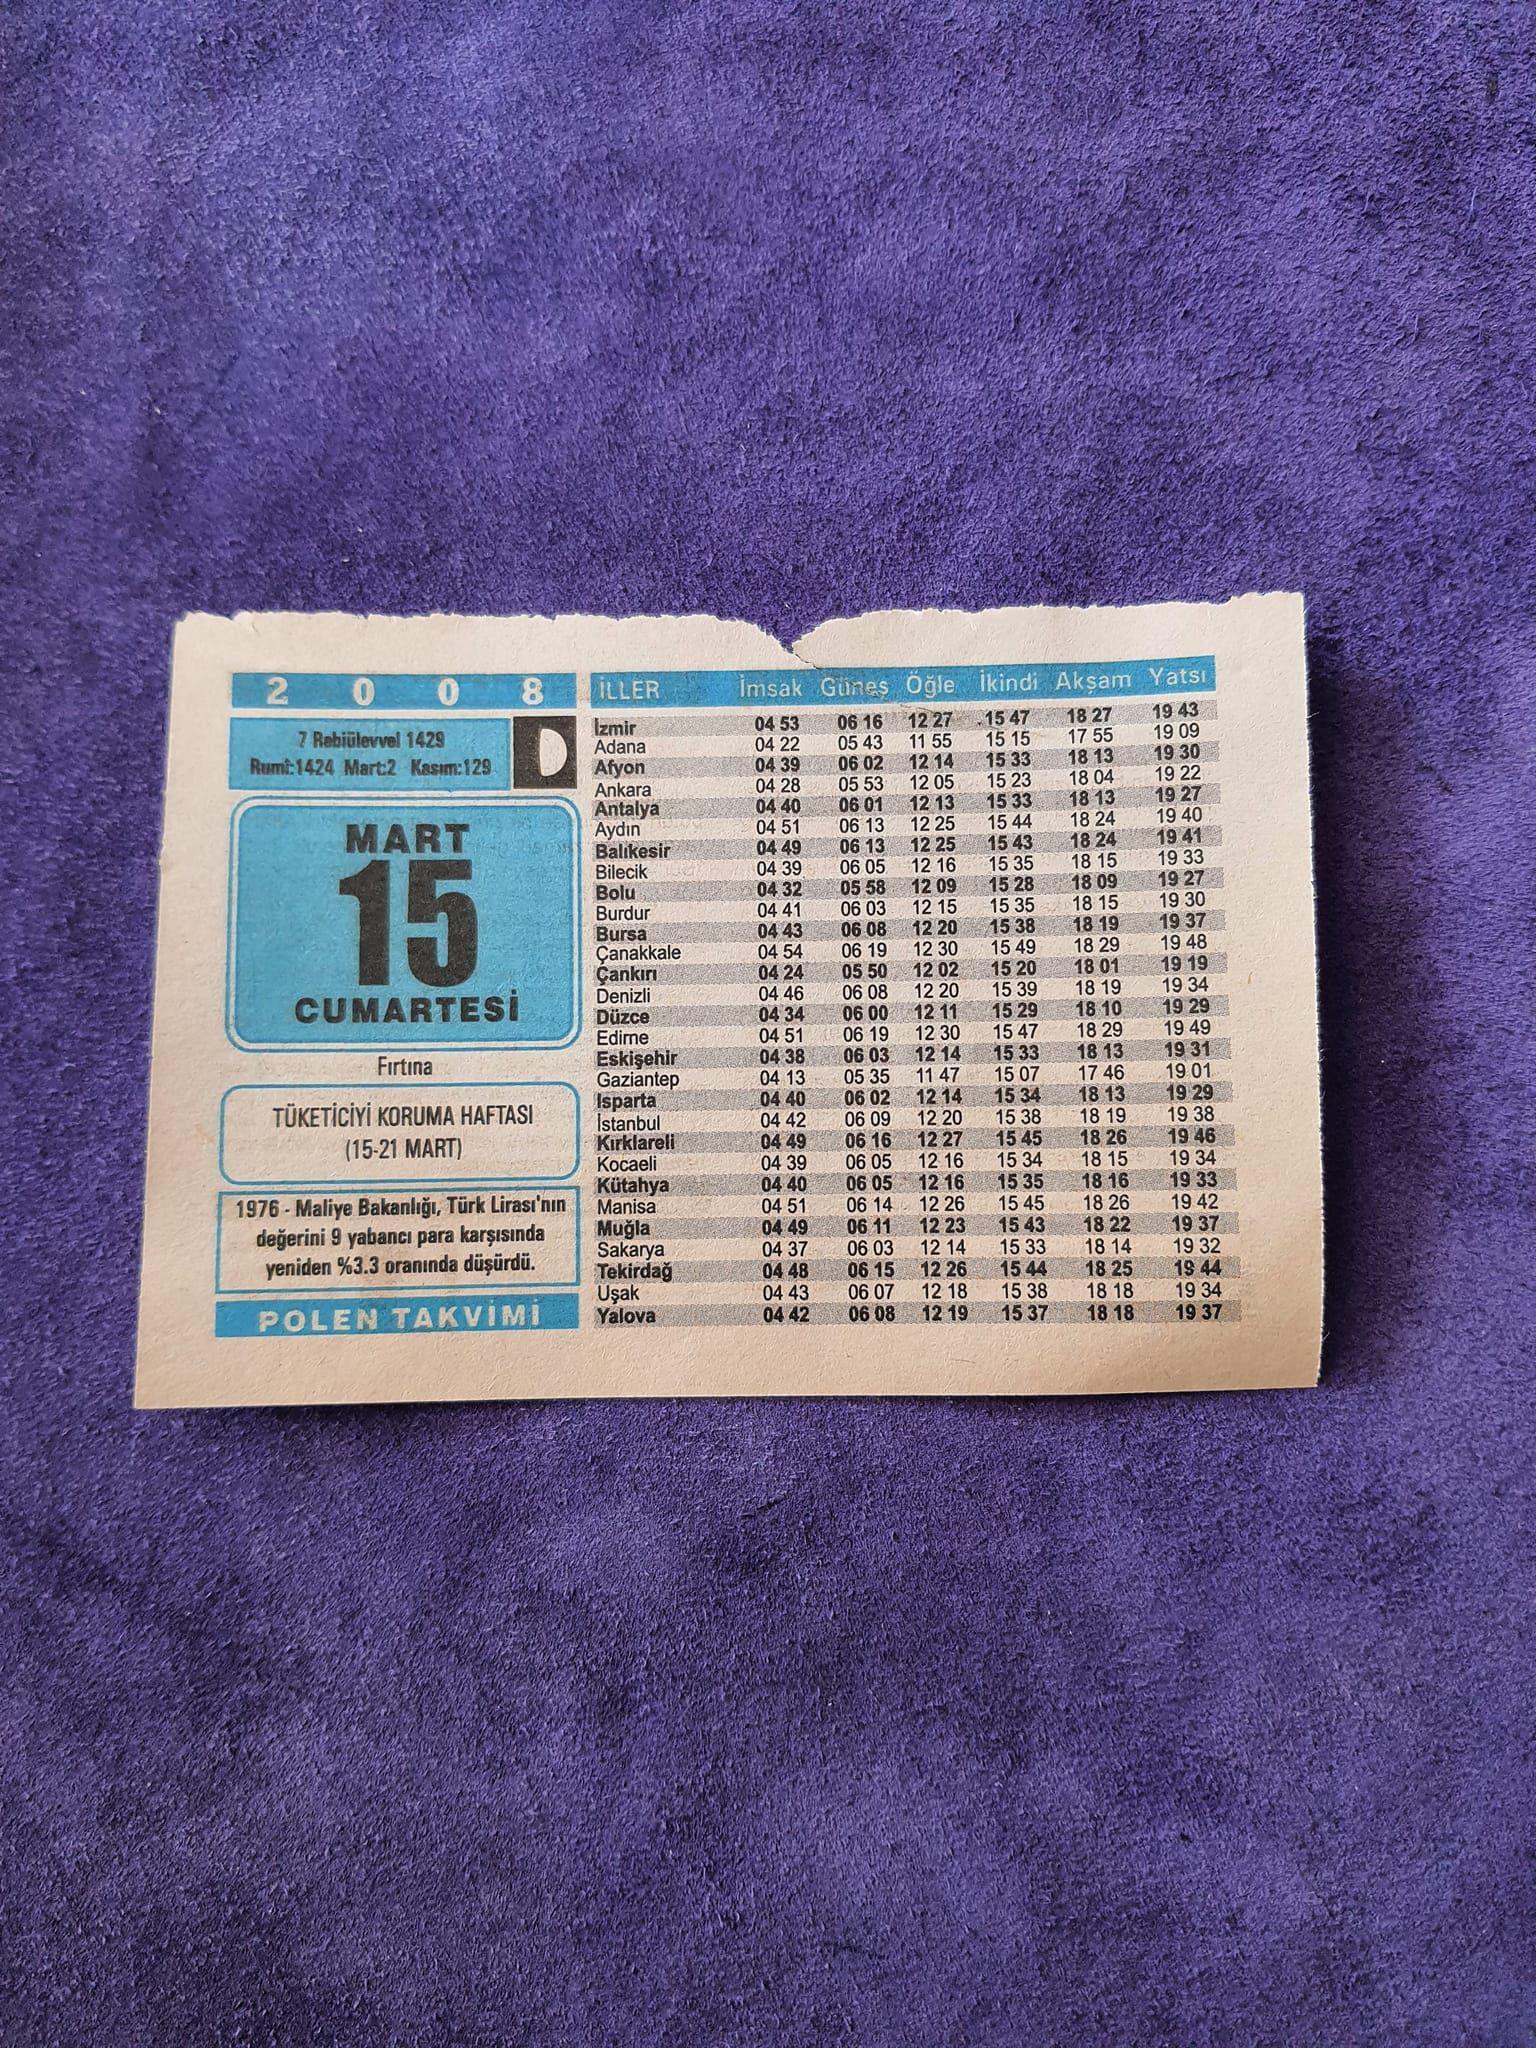 2 0 0 8
7 Rebiülevvel 1429
Rumî:1424 Mart:2 Kasım:129
MART
15
CUMARTESİ
Fırtına
TÜKETİCİYİ KORUMA HAFTASI
(15-21 MART)
1976 - Maliye Bakanlığı, Türk Lirası'nın
değerini 9 yabancı para karşısında
yeniden %3.3 oranında düşürdü.
POLEN TAKVİMİ
İLLER İmsak Güneş Öğle İkindi Akşam Yatsı
İzmir 04 53 06 16 12 27 15 47 18 27 19 43
Adana 04 22 05 43 11 55 15 15 17 55 19 09
Afyon 04 39 06 02 12 14 15 33 18 13 19 30
Ankara 04 28 05 53 12 05 15 23 18 04 19 22
Antalya 04 40 06 01 12 13 15 33 18 13 19 27
Aydın 04 51 06 13 12 25 15 44 18 24 19 40
Balıkesir 04 49 06 13 12 25 15 43 18 24 19 41
Bilecik 04 39 06 05 12 16 15 35 18 15 19 33
Bolu 04 32 05 58 12 09 15 28 18 09 19 27
Burdur 04 41 06 03 12 15 15 35 18 15 19 30
Bursa 04 43 06 08 12 20 15 38 18 19 19 37
Çanakkale 04 54 06 19 12 30 15 49 18 29 19 48
Çankırı 04 24 05 50 12 02 15 20 18 01 19 19
Denizli 04 46 06 08 12 20 15 39 18 19 19 34
Düzce 04 34 06 00 12 11 15 29 18 10 19 29
Edirne 04 51 06 19 12 30 15 47 18 29 19 49
Eskişehir 04 38 06 03 12 14 15 33 18 13 19 31
Gaziantep 04 13 05 35 11 47 15 07 17 46 19 01
Isparta 04 40 06 02 12 14 15 34 18 13 19 29
İstanbul 04 42 06 09 12 20 15 38 18 19 19 38
Kırklareli 04 49 06 16 12 27 15 45 18 26 19 46
Kocaeli 04 39 06 05 12 16 15 34 18 15 19 34
Kütahya 04 40 06 05 12 16 15 35 18 16 19 33
Manisa 04 51 06 14 12 26 15 45 18 26 19 42
Muğla 04 49 06 11 12 23 15 43 18 22 19 37
Sakarya 04 37 06 03 12 14 15 33 18 14 19 32
Tekirdağ 04 48 06 15 12 26 15 44 18 25 19 44
Uşak 04 43 06 07 12 18 15 38 18 18 19 34
Yalova 04 42 06 08 12 19 15 37 18 18 19 37